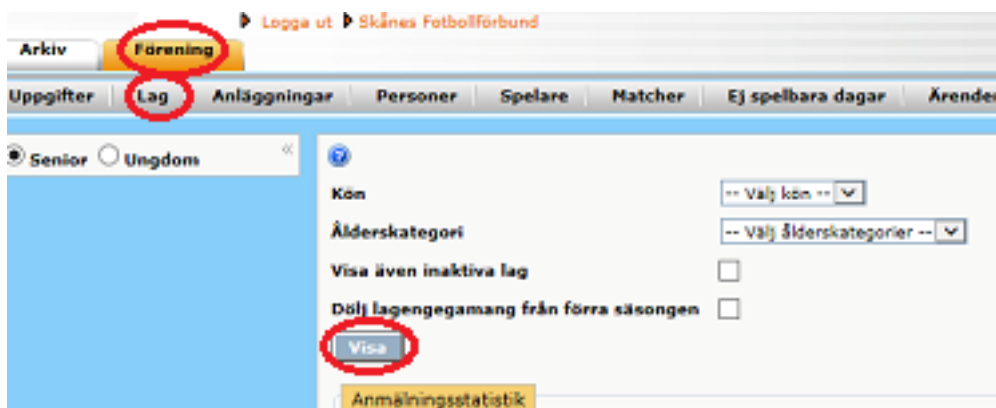 Logga ut Skånes Fotbollförbund
Arkiv Förening
Uppgifter Lag Anläggningar Personer Spelare Matcher Ej spelbara dagar Ärenden
Senior Ungdom «
?
Kön -- Välj kön --
Ålderskategori -- Välj ålderskategorier --
Visa även inaktiva lag
Dölj lagengegamang från förra säsongen
Visa
Anmälningsstatistik